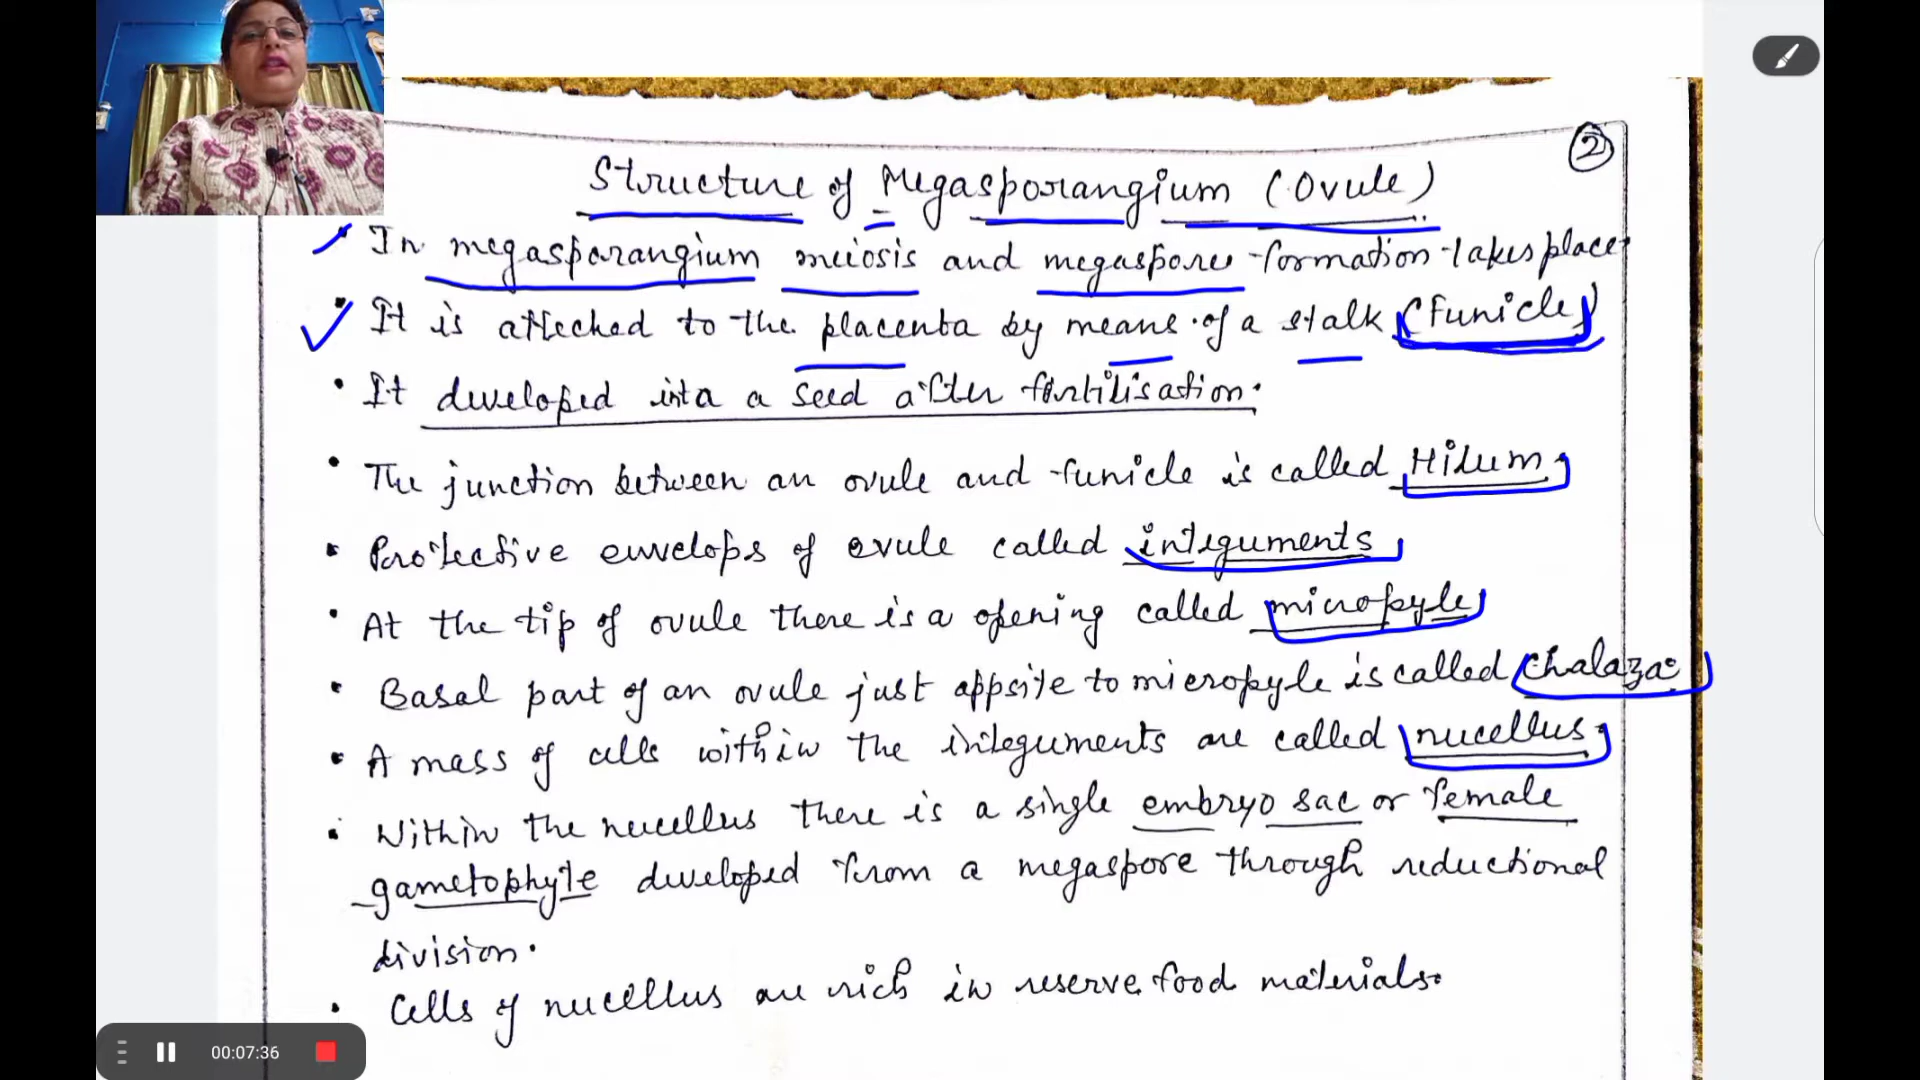 2
Structure of Megasporangium (Ovule)
In megasporangium meiosis and megaspore formation takes place
It is attached to the placenta by means of a stalk (Funicle)
It developed into a seed after fertilisation.
The junction between an ovule and funicle is called Hilum.
Protective envelops of ovule called integuments
At the tip of ovule there is a opening called micropyle
Basal part of an ovule just appsite to micropyle is called chalaza.
A mass of cells within the integuments are called nucellus.
Within the nucellus there is a single embryo sac or female
gametophyte developed from a megaspore through reductional
division.
Cells of nucellus are rich in reserve food materials.
00:07:36